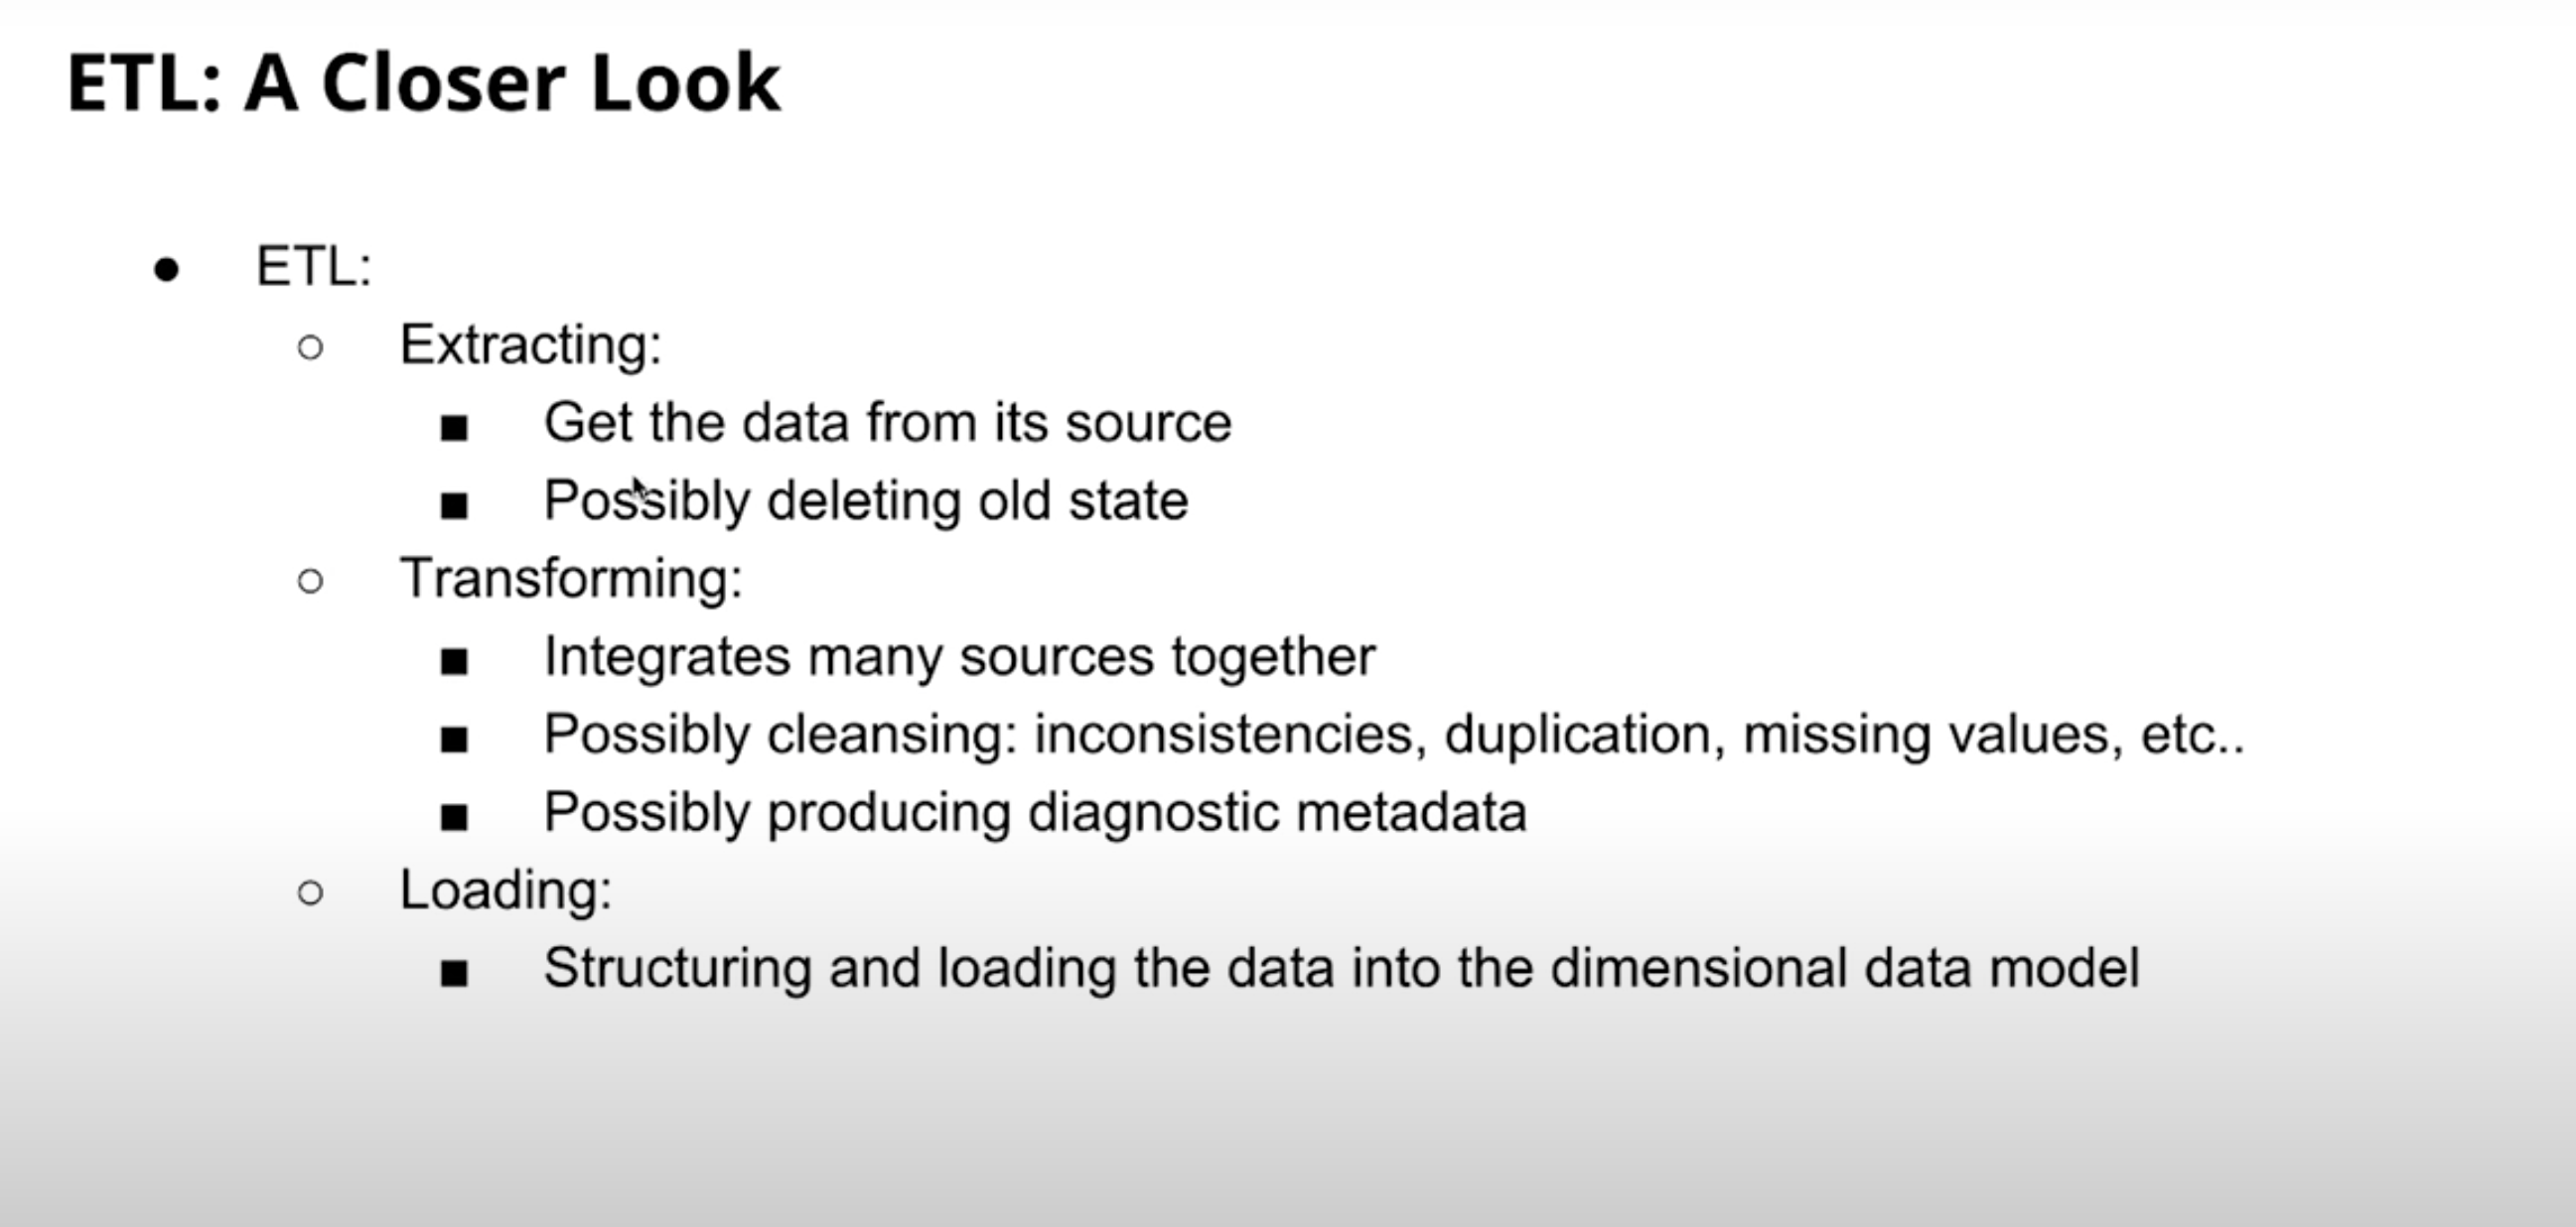 ETL: A Closer Look
● ETL:
○ Extracting:
■ Get the data from its source
■ Possibly deleting old state
○ Transforming:
■ Integrates many sources together
■ Possibly cleansing: inconsistencies, duplication, missing values, etc..
■ Possibly producing diagnostic metadata
○ Loading:
■ Structuring and loading the data into the dimensional data model